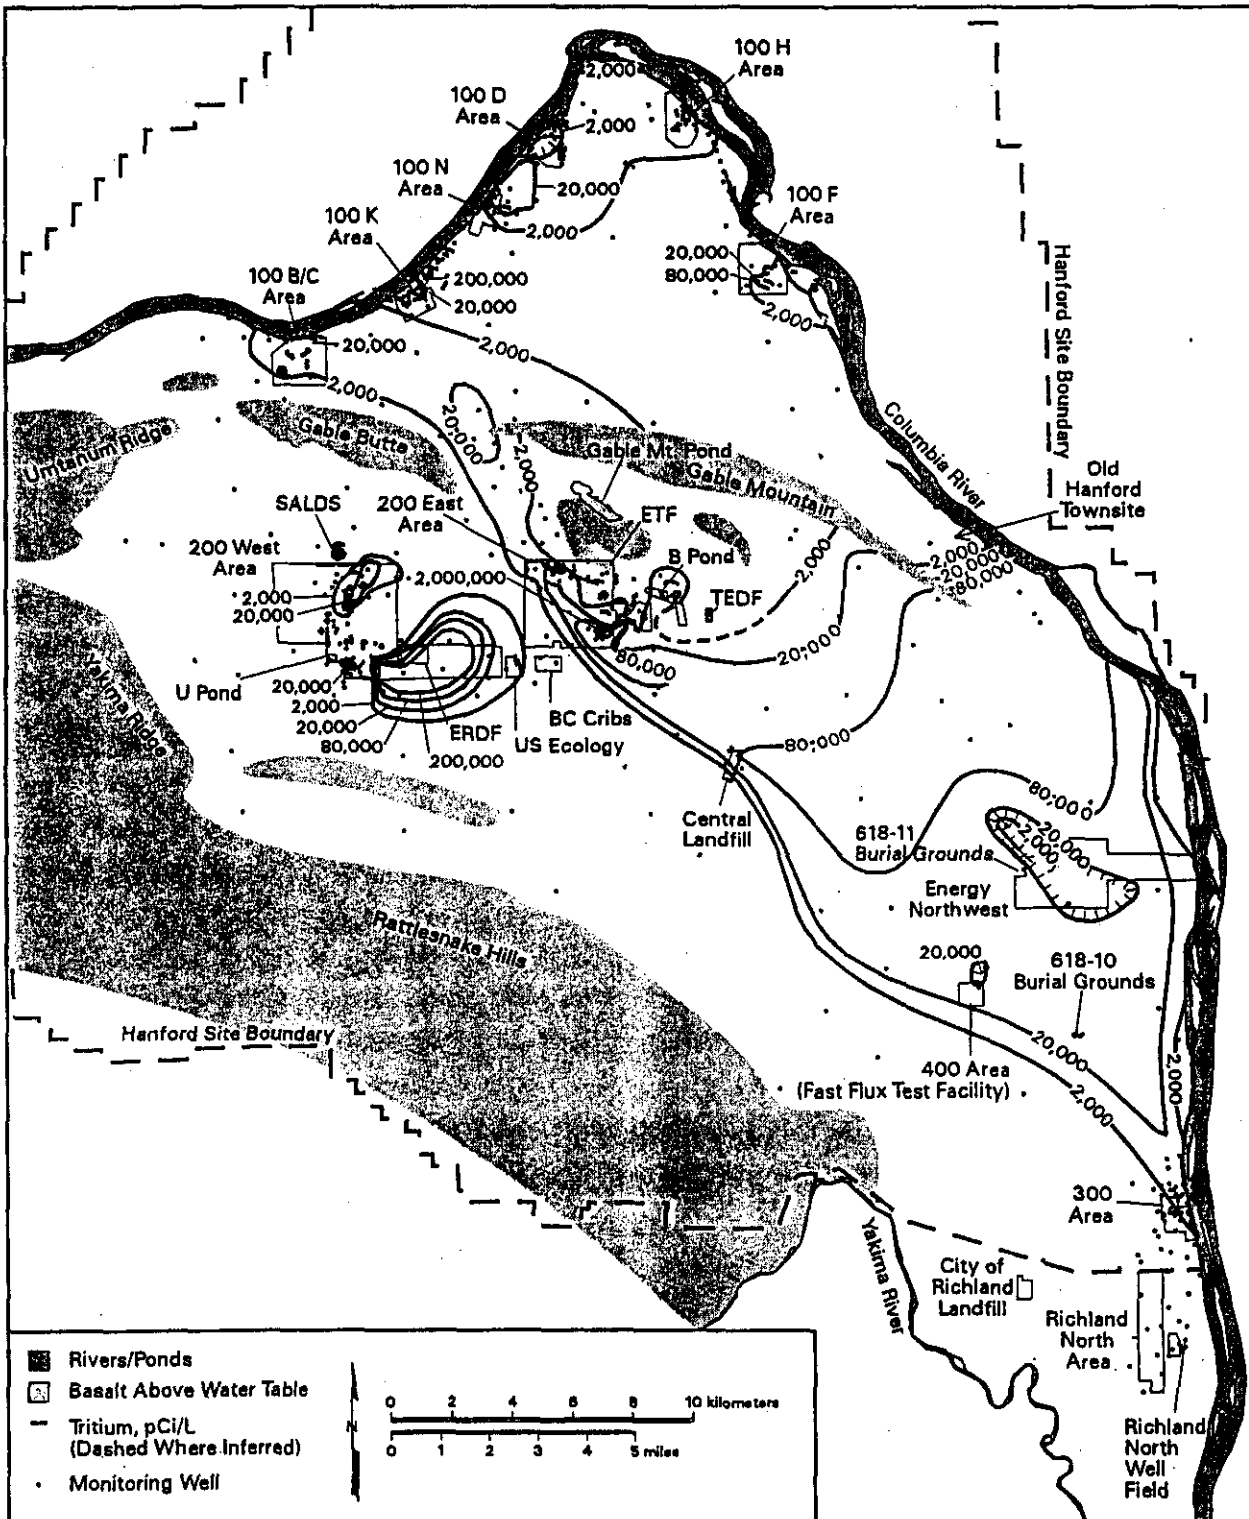 100 H
Area
2,000
100 D
Area
2,000
100 N
Area
20,000
2,000
100 K
Area
100 F
Area
20,000
80,000
2,000
200,000
20,000
100 B/C
Area
20,000
2,000
2,000
Hanford Site Boundary
Columbia River
Umtanum Ridge
Gable Butte
20,000
2,000
Gable Mt. Pond
Gable Mountain
Old
Hanford
Townsite
SALDS
200 East
Area
ETF
200 West
Area
2,000,000
B Pond
2,000
2,000
20,000
80,000
2,000
20,000
TEDF
20,000
80,000
Yakima Ridge
U Pond
20,000
2,000
20,000
80,000
ERDF
200,000
BC Cribs
US Ecology
80,000
80,000
Central
Landfill
618-11
Burial Grounds
20,000
2,000
Energy
Northwest
Rattlesnake Hills
20,000
618-10
Burial Grounds
Hanford Site Boundary
20,000
400 Area
(Fast Flux Test Facility)
2,000
2,000
300
Area
Yakima River
City of
Richland
Landfill
Richland
North
Area
Richland
North
Well
Field
Rivers/Ponds
Basalt Above Water Table
Tritium, pCi/L
(Dashed Where Inferred)
Monitoring Well
N
0 2 4 6 8 10 kilometers
0 1 2 3 4 5 miles